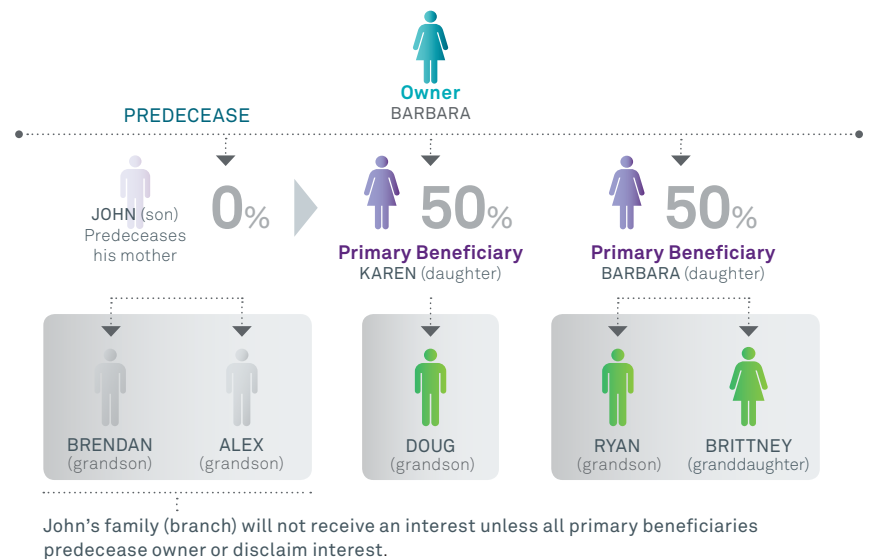 Owner
BARBARA
PREDECEASE
JOHN (son)
Predeceases
his mother
0%
50%
Primary Beneficiary
KAREN (daughter)
50%
Primary Beneficiary
BARBARA (daughter)
BRENDAN
(grandson)
ALEX
(grandson)
DOUG
(grandson)
RYAN
(grandson)
BRITTNEY
(granddaughter)
John's family (branch) will not receive an interest unless all primary beneficiaries
predecease owner or disclaim interest.